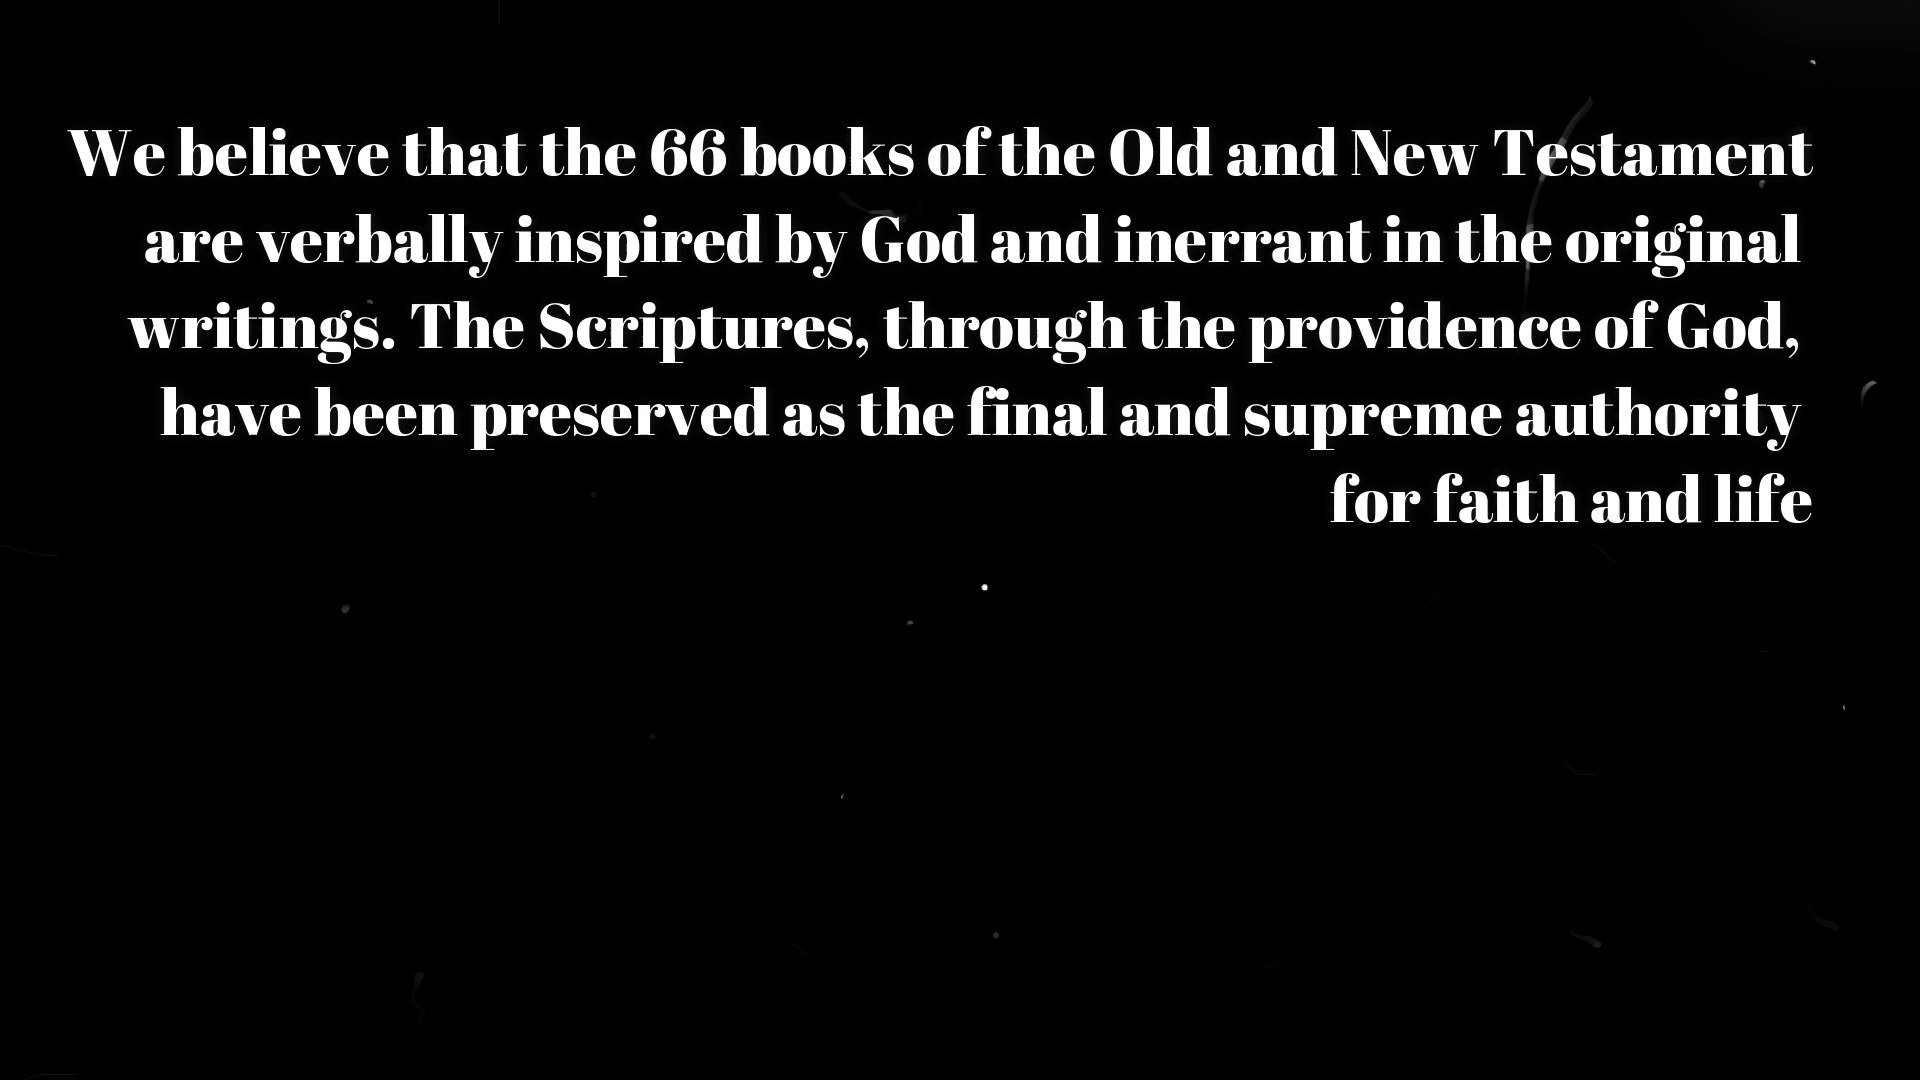 We believe that the 66 books of the Old and New Testament
are verbally inspired by God and inerrant in the original
writings. The Scriptures, through the providence of God,
have been preserved as the final and supreme authority
for faith and life